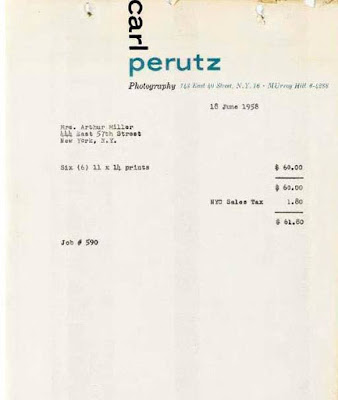 carl
perutz
Photography 142 East 40 Street, N.Y. 16 • MUrray Hill 6-4288
18 June 1958
Mrs. Arthur Miller
444 East 57th Street
New York, N.Y.
Six (6) 11 x 14 prints $ 60.00
$ 60.00
NYC Sales Tax 1.80
$ 61.80
Job # 590